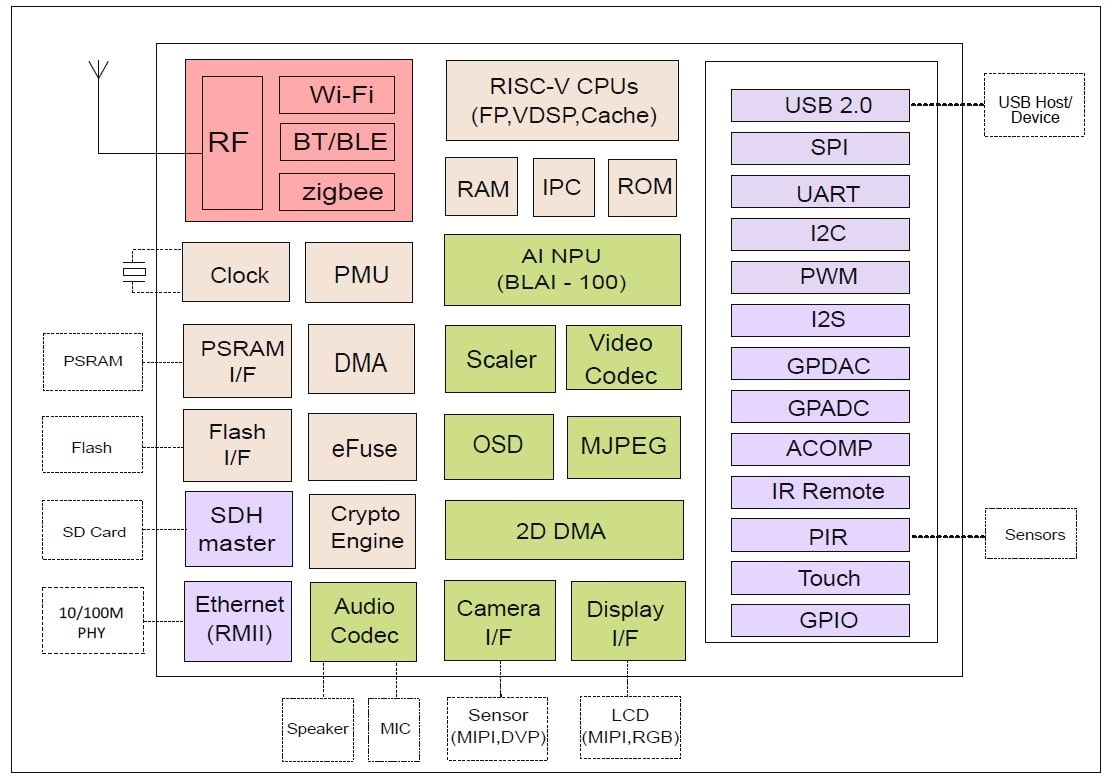 RF
Wi-Fi
BT/BLE
zigbee
RISC-V CPUs
(FP,VDSP,Cache)
RAM
IPC
ROM
Clock
PMU
AI NPU
(BLAI - 100)
PSRAM
PSRAM
I/F
DMA
Scaler
Video
Codec
Flash
Flash
I/F
eFuse
OSD
MJPEG
SD Card
SDH
master
Crypto
Engine
2D DMA
10/100M
PHY
Ethernet
(RMII)
Audio
Codec
Camera
I/F
Display
I/F
Speaker
MIC
Sensor
(MIPI,DVP)
LCD
(MIPI,RGB)
USB 2.0
SPI
UART
I2C
PWM
I2S
GPDAC
GPADC
ACOMP
IR Remote
PIR
Touch
GPIO
USB Host/
Device
Sensors